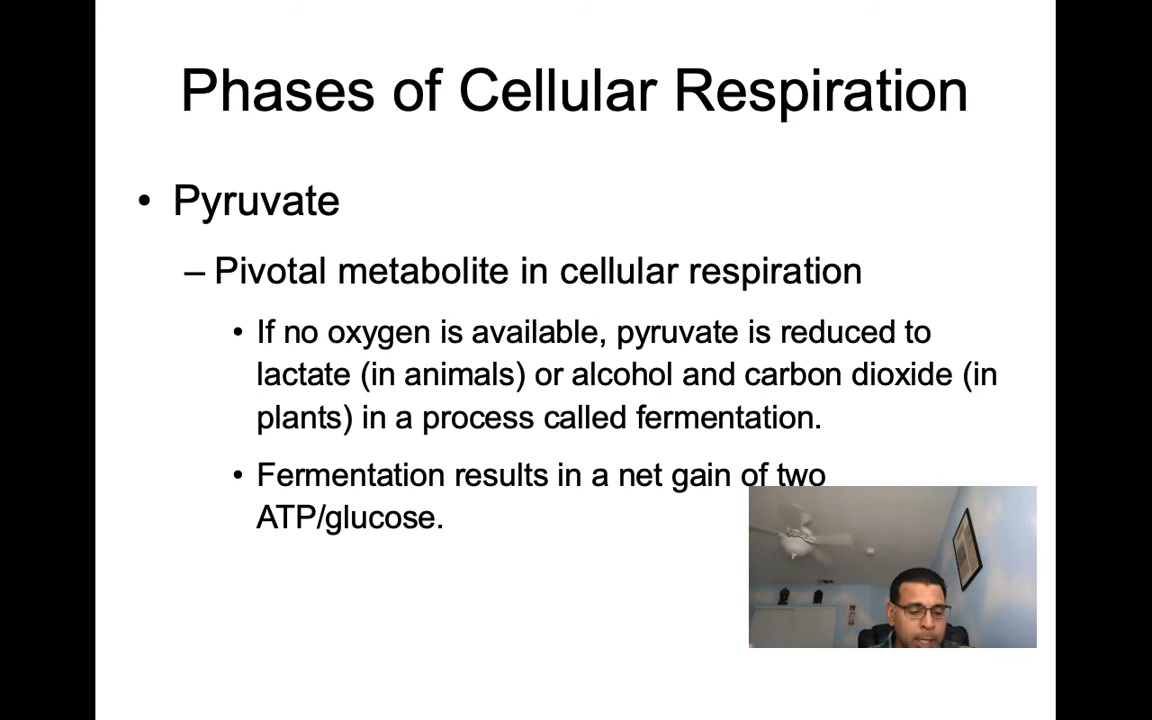 Phases of Cellular Respiration
• Pyruvate
– Pivotal metabolite in cellular respiration
• If no oxygen is available, pyruvate is reduced to
lactate (in animals) or alcohol and carbon dioxide (in
plants) in a process called fermentation.
• Fermentation results in a net gain of two
ATP/glucose.